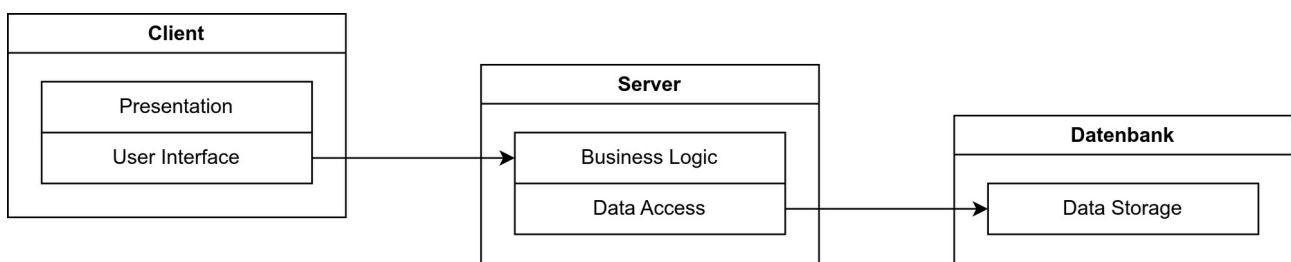 Client
Presentation
User Interface
Server
Business Logic
Data Access
Datenbank
Data Storage